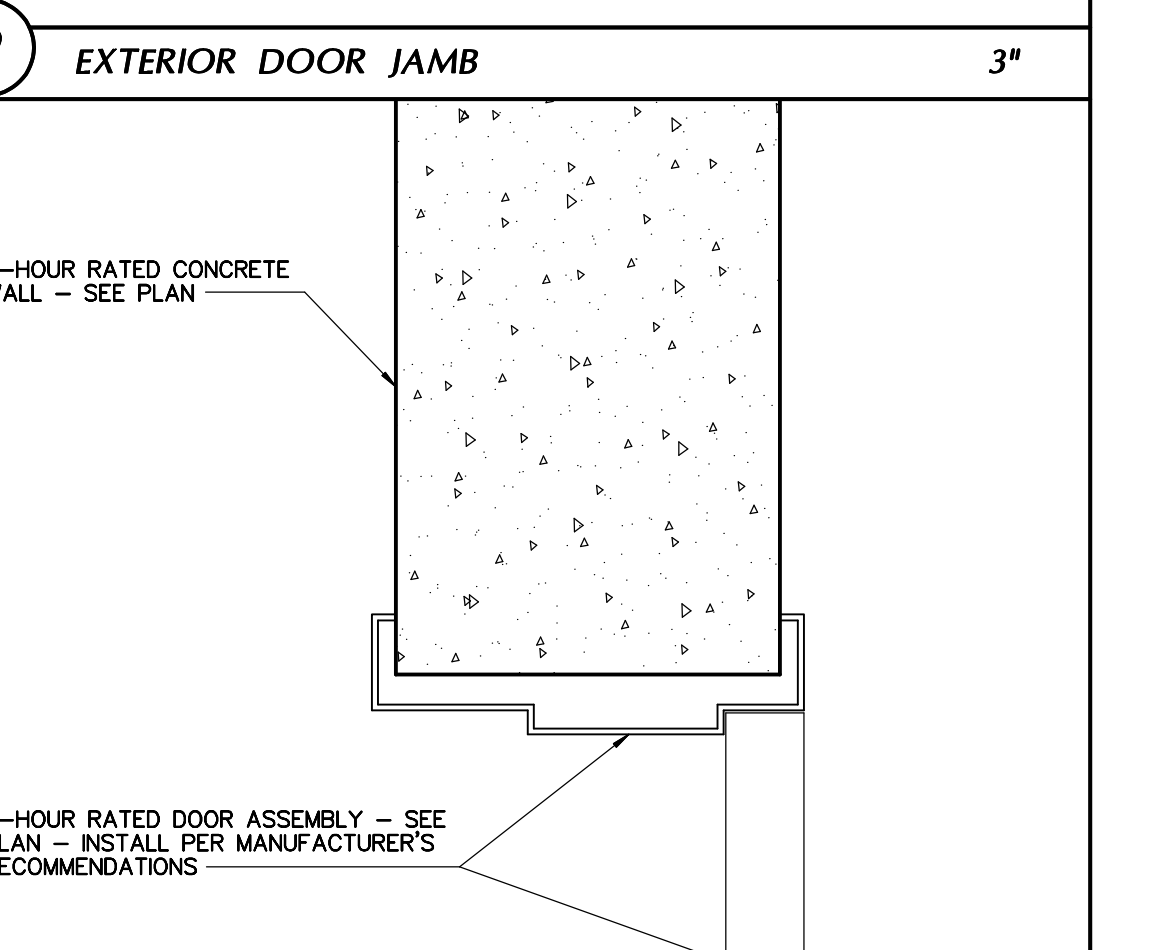 EXTERIOR DOOR JAMB 3"
-HOUR RATED CONCRETE
ALL – SEE PLAN
-HOUR RATED DOOR ASSEMBLY – SEE
LAN – INSTALL PER MANUFACTURER'S
ECOMMENDATIONS